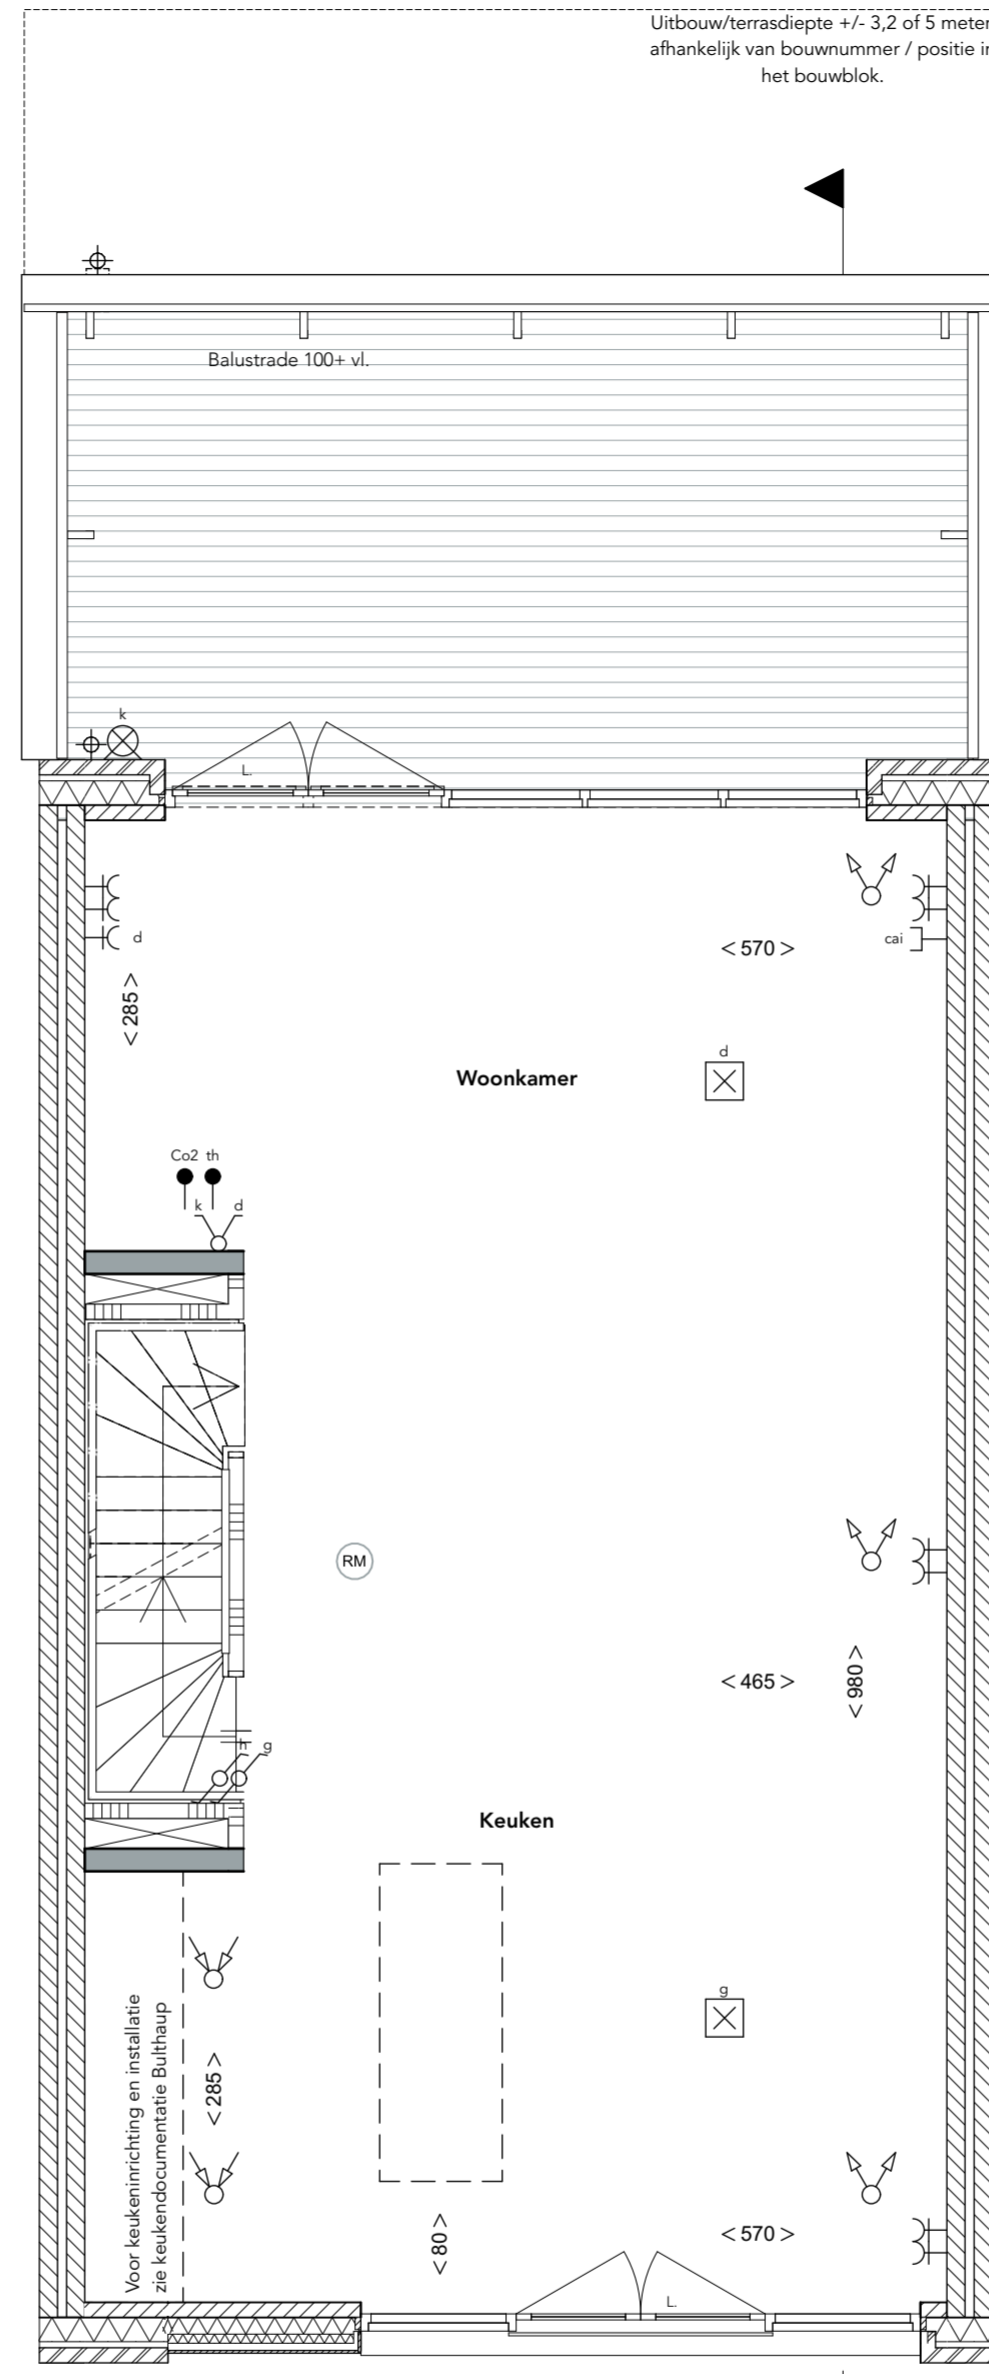 Uitbouw/terrasdiepte +/- 3,2 of 5 meter
afhankelijk van bouwnummer / positie in
het bouwblok.
Balustrade 100+ vl.
k
L.
d
cai
< 570 >
< 285 >
d
Woonkamer
Co2 th
k d
RM
< 465 >
< 980 >
h g
Keuken
g
Voor keukeninrichting en installatie
zie keukendocumentatie Bulthaup
< 285 >
< 80 >
< 570 >
L.